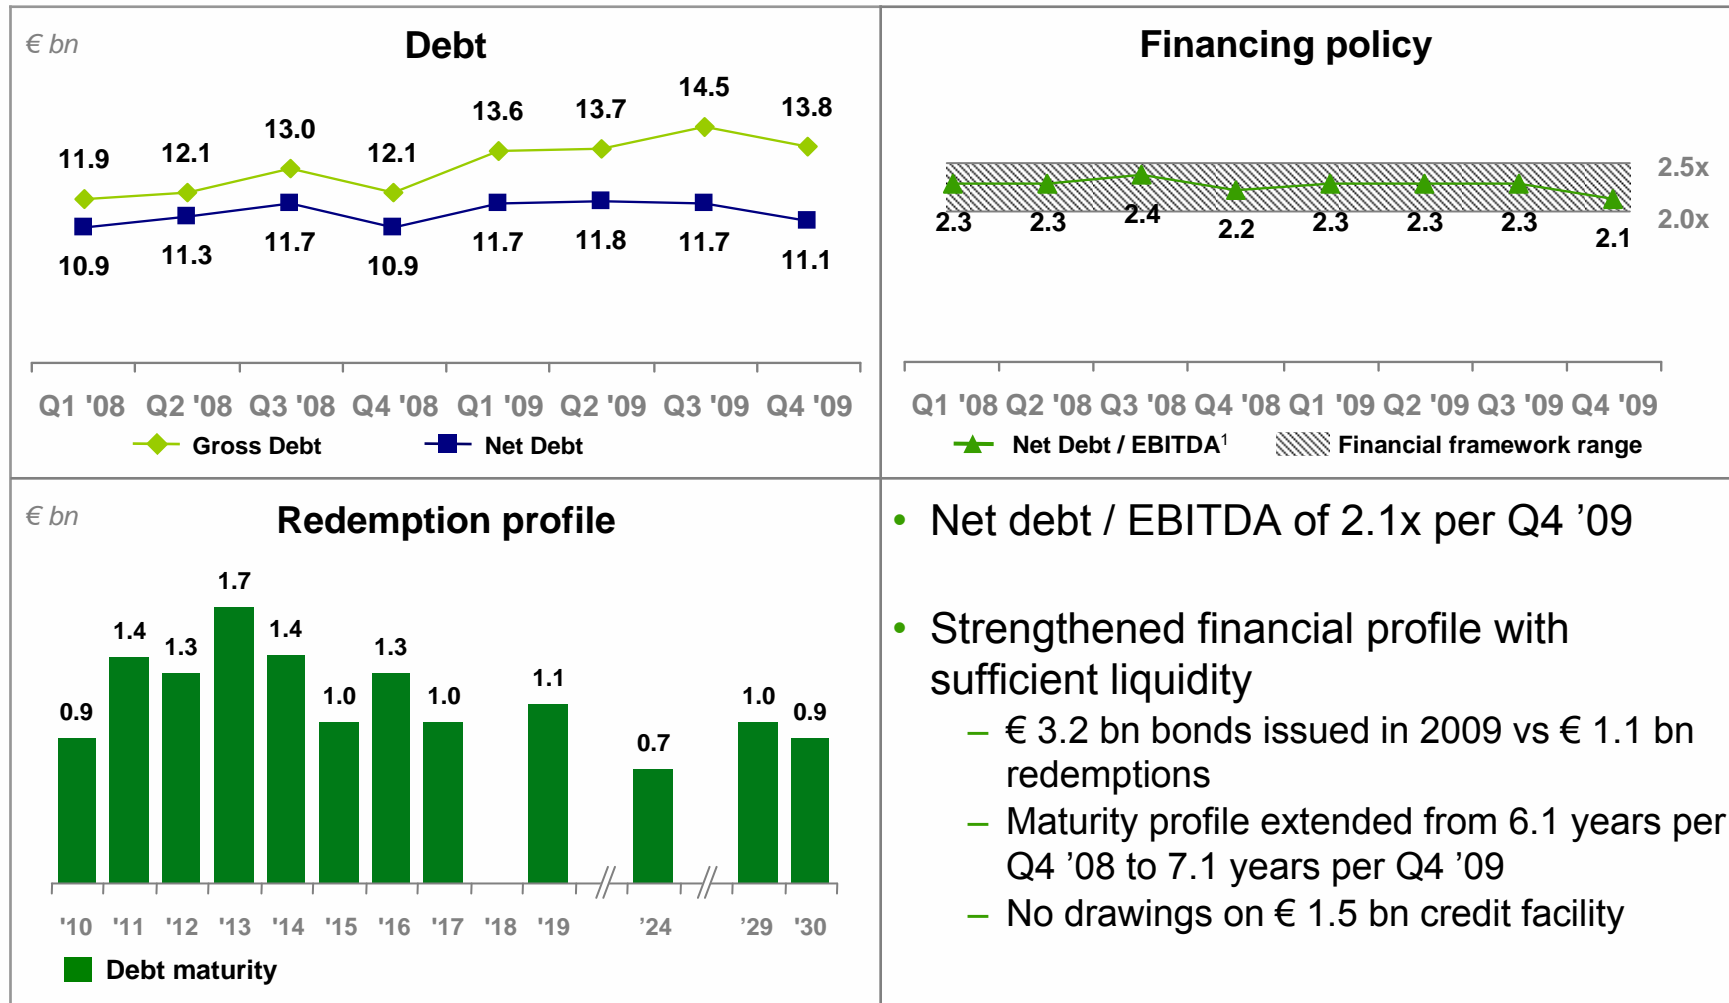 € bn
Debt
11.9
12.1
13.0
12.1
13.6
13.7
14.5
13.8
10.9
11.3
11.7
10.9
11.7
11.8
11.7
11.1
Q1 '08 Q2 '08 Q3 '08 Q4 '08 Q1 '09 Q2 '09 Q3 '09 Q4 '09
Gross Debt
Net Debt
Financing policy
2.5x
2.0x
2.3
2.3
2.4
2.2
2.3
2.3
2.3
2.1
Q1 '08 Q2 '08 Q3 '08 Q4 '08 Q1 '09 Q2 '09 Q3 '09 Q4 '09
Net Debt / EBITDA¹
Financial framework range
€ bn
Redemption profile
0.9
1.4
1.3
1.7
1.4
1.0
1.3
1.0
1.1
0.7
1.0
0.9
'10 '11 '12 '13 '14 '15 '16 '17 '18 '19 ’24 ’29 '30
Debt maturity
• Net debt / EBITDA of 2.1x per Q4 ’09
• Strengthened financial profile with
sufficient liquidity
– € 3.2 bn bonds issued in 2009 vs € 1.1 bn
redemptions
– Maturity profile extended from 6.1 years per
Q4 ’08 to 7.1 years per Q4 ’09
– No drawings on € 1.5 bn credit facility